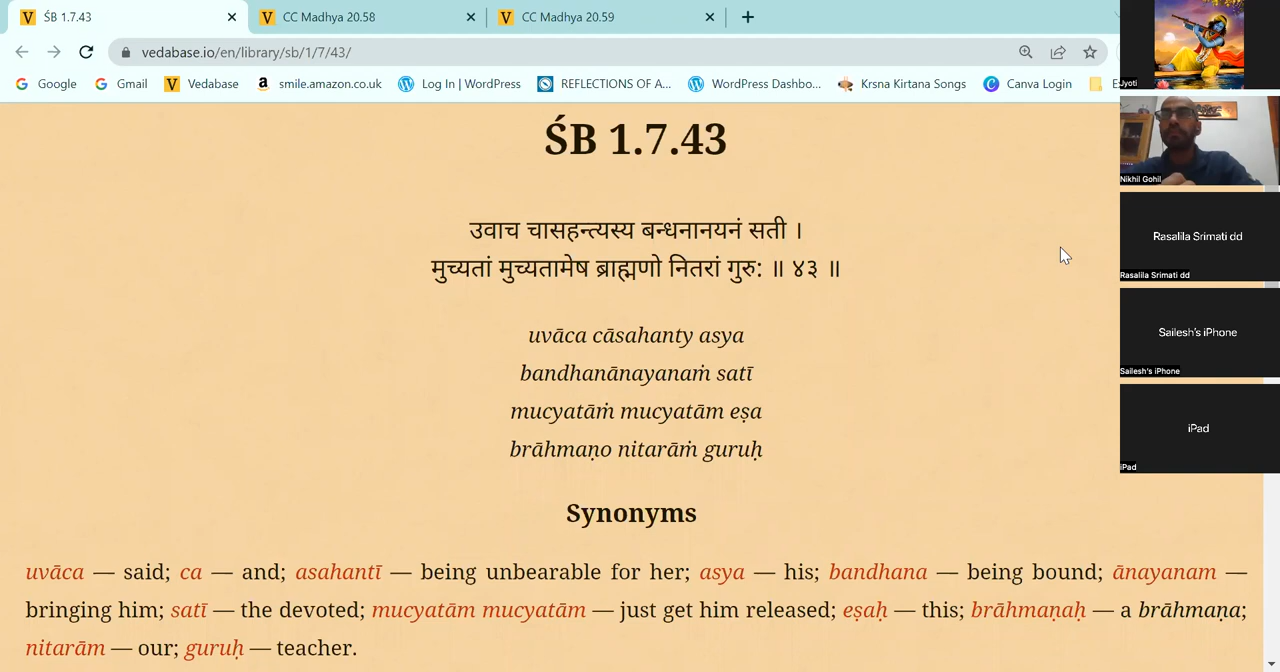 ŚB 1.7.43
CC Madhya 20.58
CC Madhya 20.59
vedabase.io/en/library/sb/1/7/43/
Google
Gmail
Vedabase
smile.amazon.co.uk
Log In | WordPress
REFLECTIONS OF A...
WordPress Dashbo...
Krsna Kirtana Songs
Canva Login
Jyoti
Nikhil Gohil
Rasalila Srimati dd
Rasalila Srimati dd
Sailesh's iPhone
Sailesh's iPhone
iPad
iPad
ŚB 1.7.43
उवाच चासहन्त्यस्य बन्धनानयनं सती ।
मुच्यतां मुच्यतामेष ब्राह्मणो नितरां गुरु: ॥ ४३ ॥
uvāca cāsahanty asya
bandhanānayanaṁ satī
mucyatāṁ mucyatām eṣa
brāhmaṇo nitarāṁ guruḥ
Synonyms
uvāca — said; ca — and; asahantī — being unbearable for her; asya — his; bandhana — being bound; ānayanam —
bringing him; satī — the devoted; mucyatām mucyatām — just get him released; eṣaḥ — this; brāhmaṇaḥ — a brāhmaṇa;
nitarām — our; guruḥ — teacher.